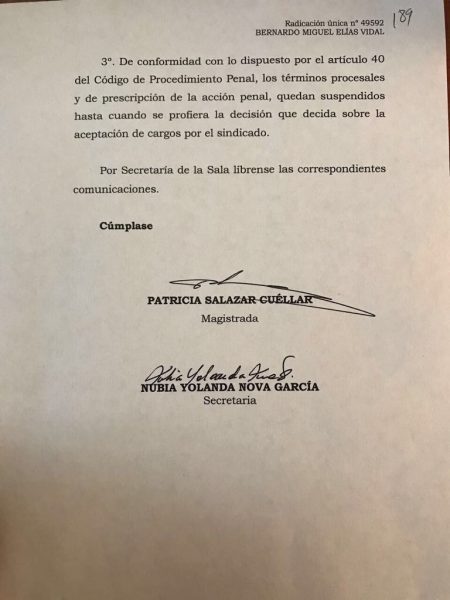 Radicación única n° 49592
BERNARDO MIGUEL ELÍAS VIDAL
189
3°. De conformidad con lo dispuesto por el artículo 40
del Código de Procedimiento Penal, los términos procesales
y de prescripción de la acción penal, quedan suspendidos
hasta cuando se profiera la decisión que decida sobre la
aceptación de cargos por el sindicado.
Por Secretaría de la Sala líbrense las correspondientes
comunicaciones.
Cúmplase
PATRICIA SALAZAR CUÉLLAR
Magistrada
Nubia Yolanda
NUBIA YOLANDA NOVA GARCÍA
Secretaria